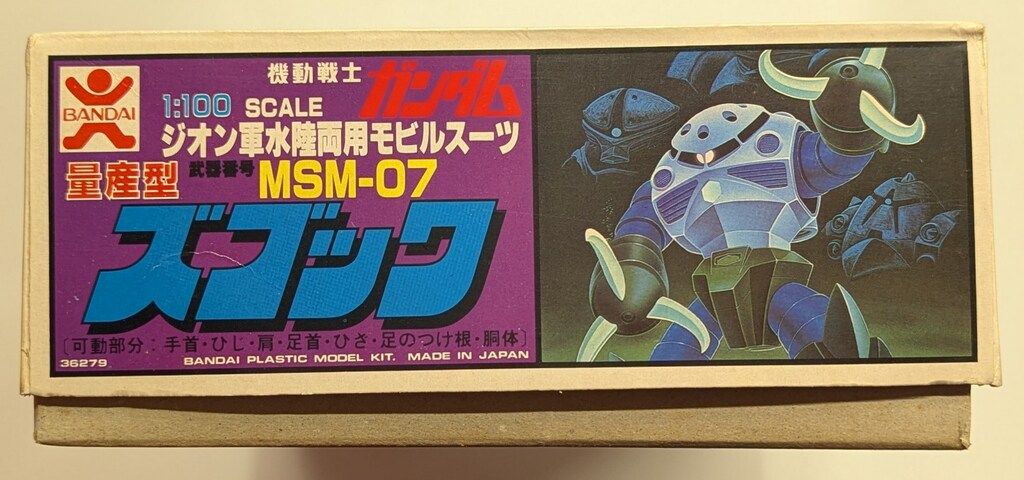 BANDAI
機動戦士 ガンダム
1:100 SCALE
ジオン軍水陸両用モビルスーツ
量産型 武器番号 MSM-07
ズゴック
〔可動部分:手首・ひじ・肩・足首・ひざ・足のつけ根・胴体〕
36279 BANDAI PLASTIC MODEL KIT. MADE IN JAPAN